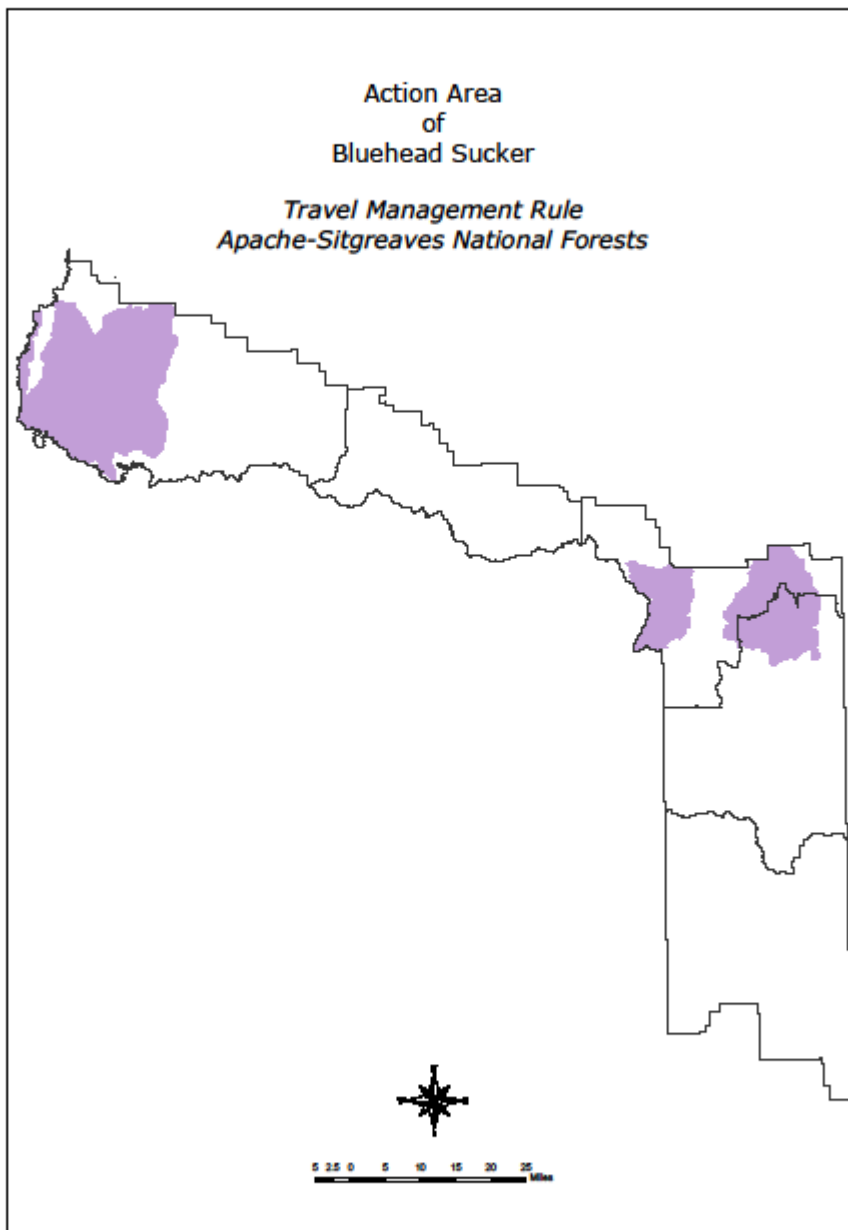 Action Area
of
Bluehead Sucker
Travel Management Rule
Apache-Sitgreaves National Forests
5 2.5 0 5 10 15 20 25
Miles